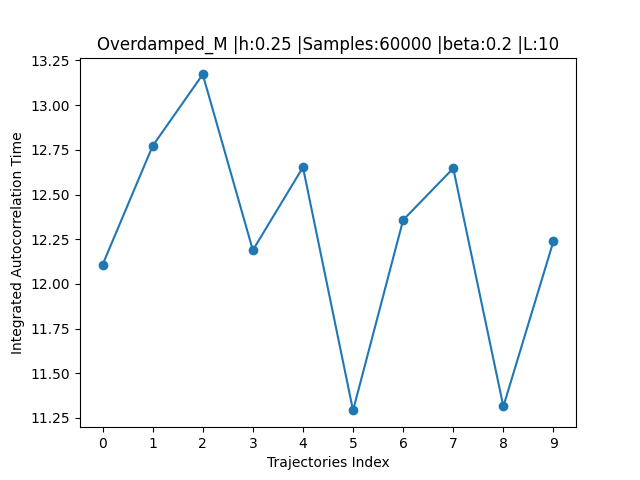 Overdamped_M |h:0.25 |Samples:60000 |beta:0.2 |L:10
13.25
13.00
12.75
12.50
12.25
12.00
11.75
11.50
11.25
Integrated Autocorrelation Time
0 1 2 3 4 5 6 7 8 9
Trajectories Index